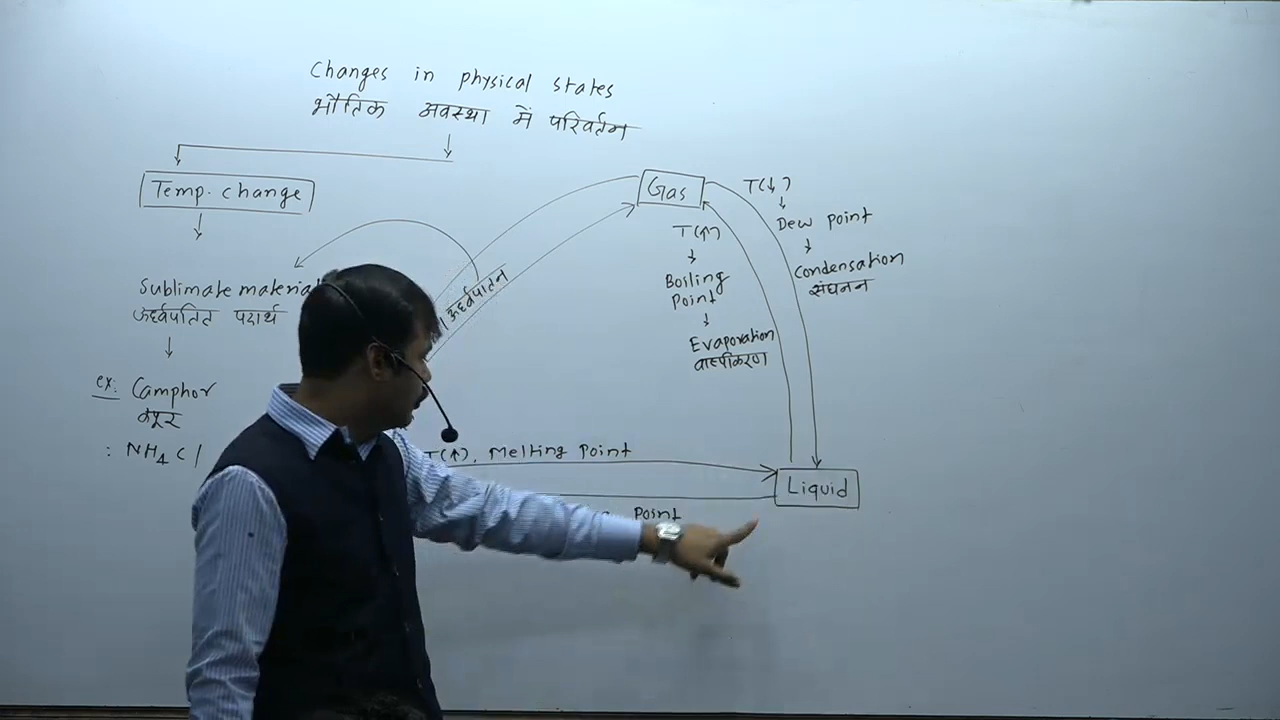 Changes in physical states
भौतिक अवस्था में परिवर्तन
Temp. change
Sublimate material
ऊर्ध्वपतित पदार्थ
ex: Camphor
कपूर
: NH4Cl
ऊर्ध्वपातन
Gas
T(↑)
↓
Boiling
Point
↓
Evaporation
वाष्पीकरण
T(↓)
↓
Dew point
↓
Condensation
संघनन
T(↑), Melting Point
Liquid
Point